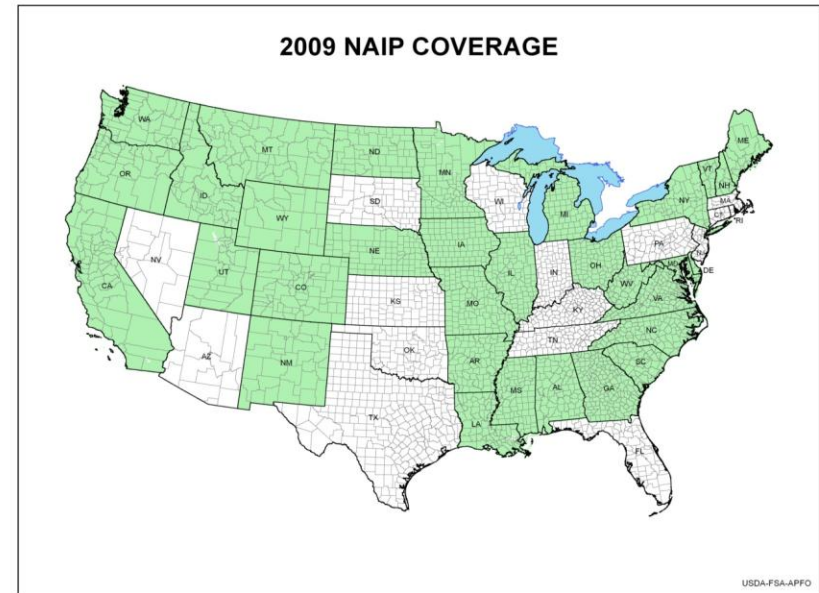 2009 NAIP COVERAGE
WA
MT
ND
MN
ME
OR
ID
WY
SD
WI
MI
NY
VT
NH
MA
RI
NV
UT
CO
NE
IA
IL
IN
OH
PA
NJ
DE
CA
KS
MO
KY
WV
VA
AZ
NM
OK
AR
TN
NC
SC
TX
LA
MS
AL
GA
FL
USDA-FSA-APFO